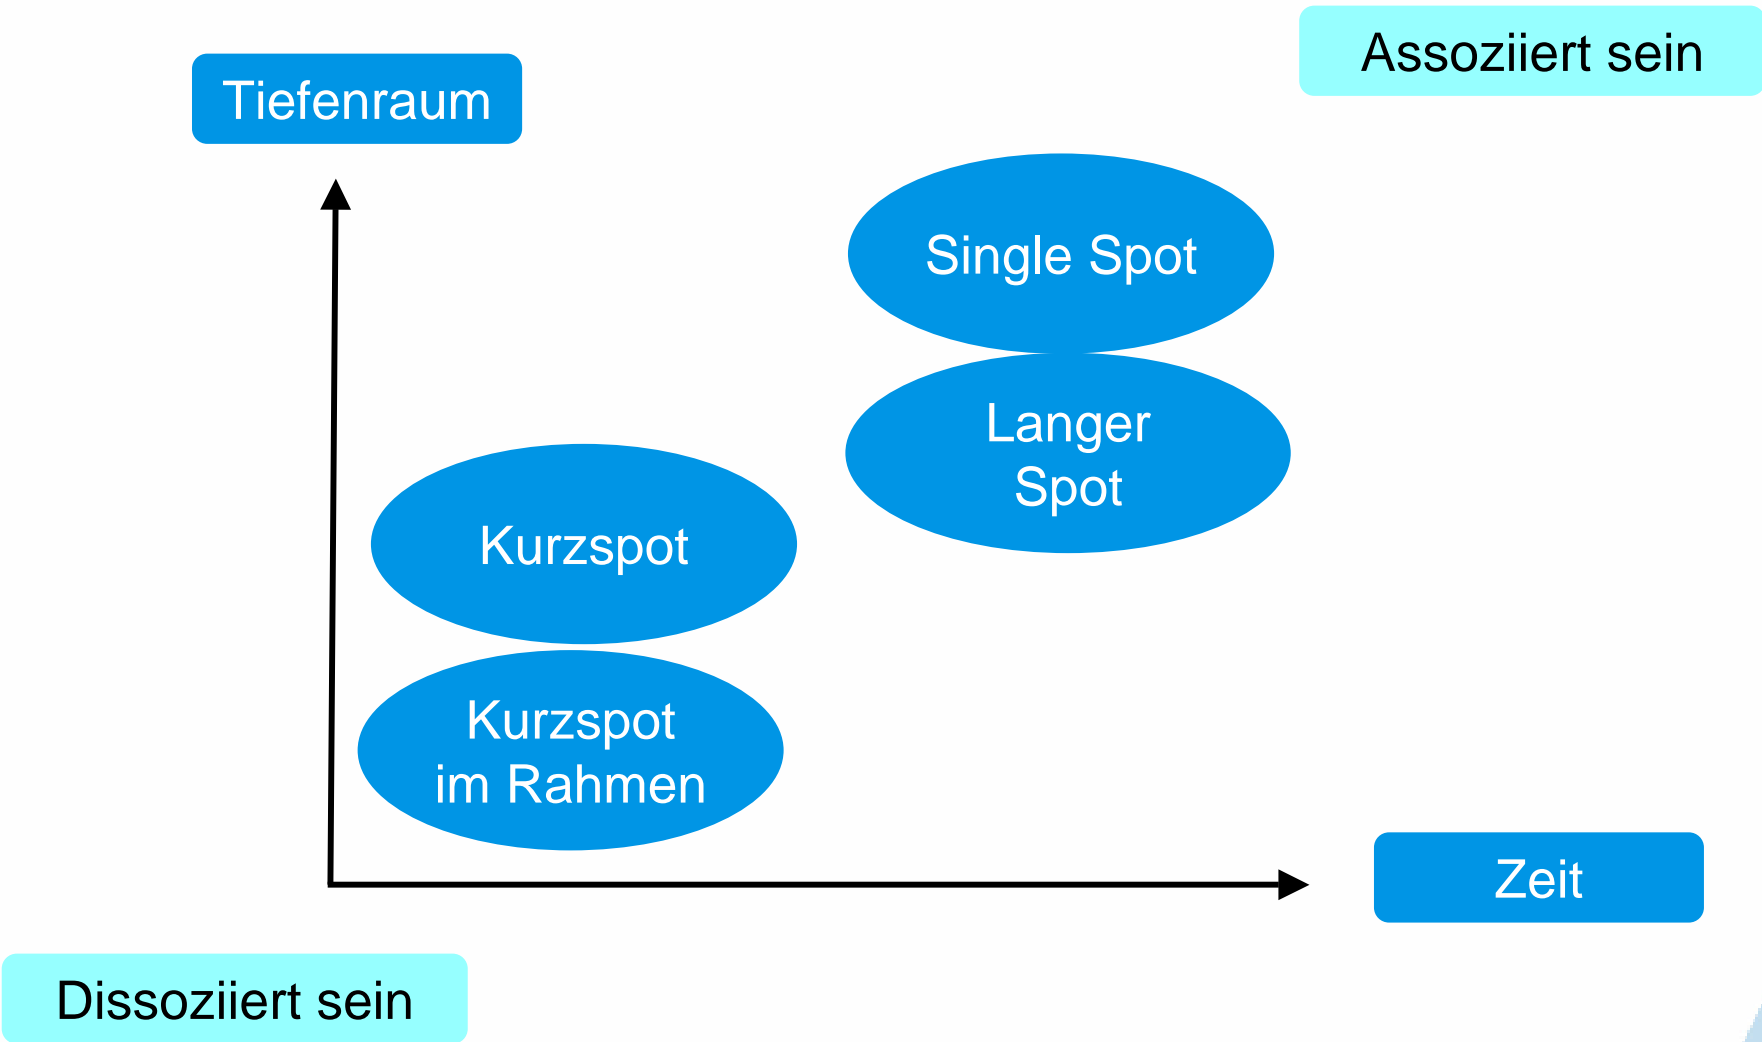 Assoziiert sein
Tiefenraum
Single Spot
Langer
Spot
Kurzspot
Kurzspot
im Rahmen
Zeit
Dissoziiert sein